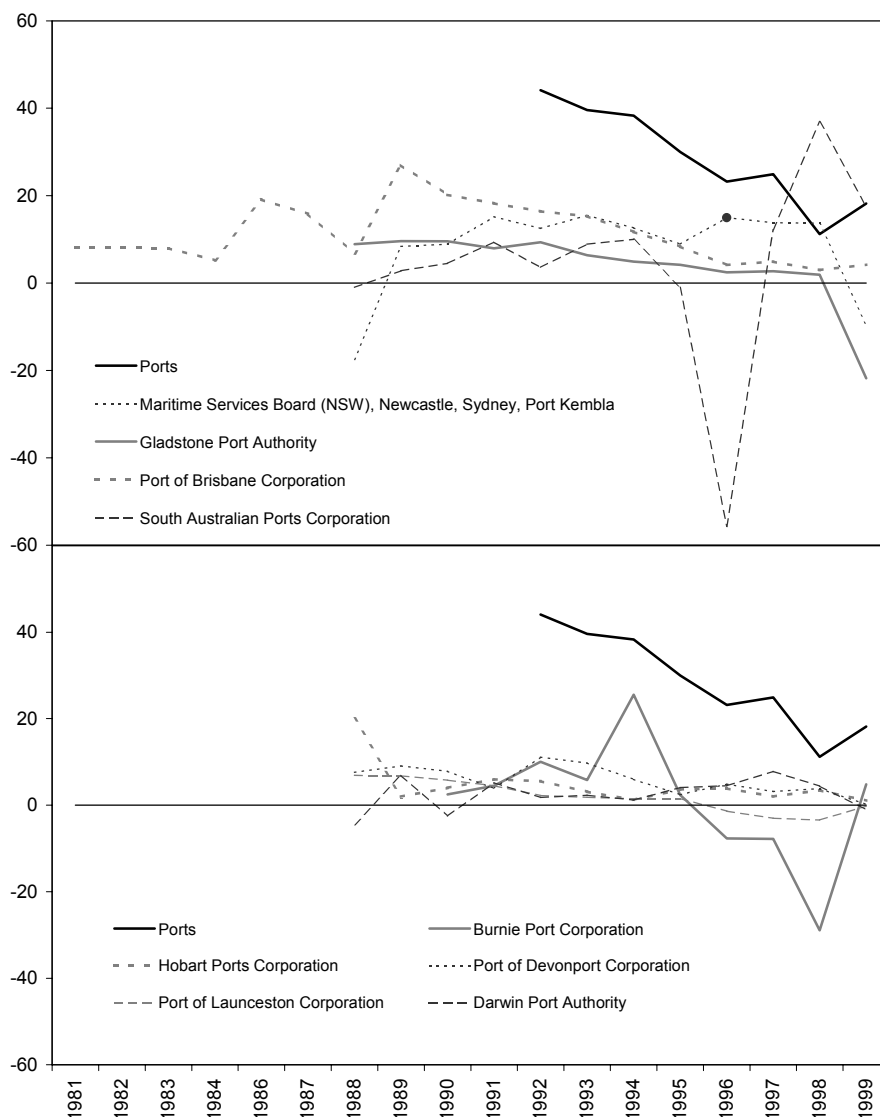 60
40
20
0
-20
-40
-60
Ports
Maritime Services Board (NSW), Newcastle, Sydney, Port Kembla
Gladstone Port Authority
Port of Brisbane Corporation
South Australian Ports Corporation
40
20
0
-20
-40
-60
Ports
Burnie Port Corporation
Hobart Ports Corporation
Port of Devonport Corporation
Port of Launceston Corporation
Darwin Port Authority
1981
1982
1983
1984
1986
1987
1988
1989
1990
1991
1992
1993
1994
1995
1996
1997
1998
1999